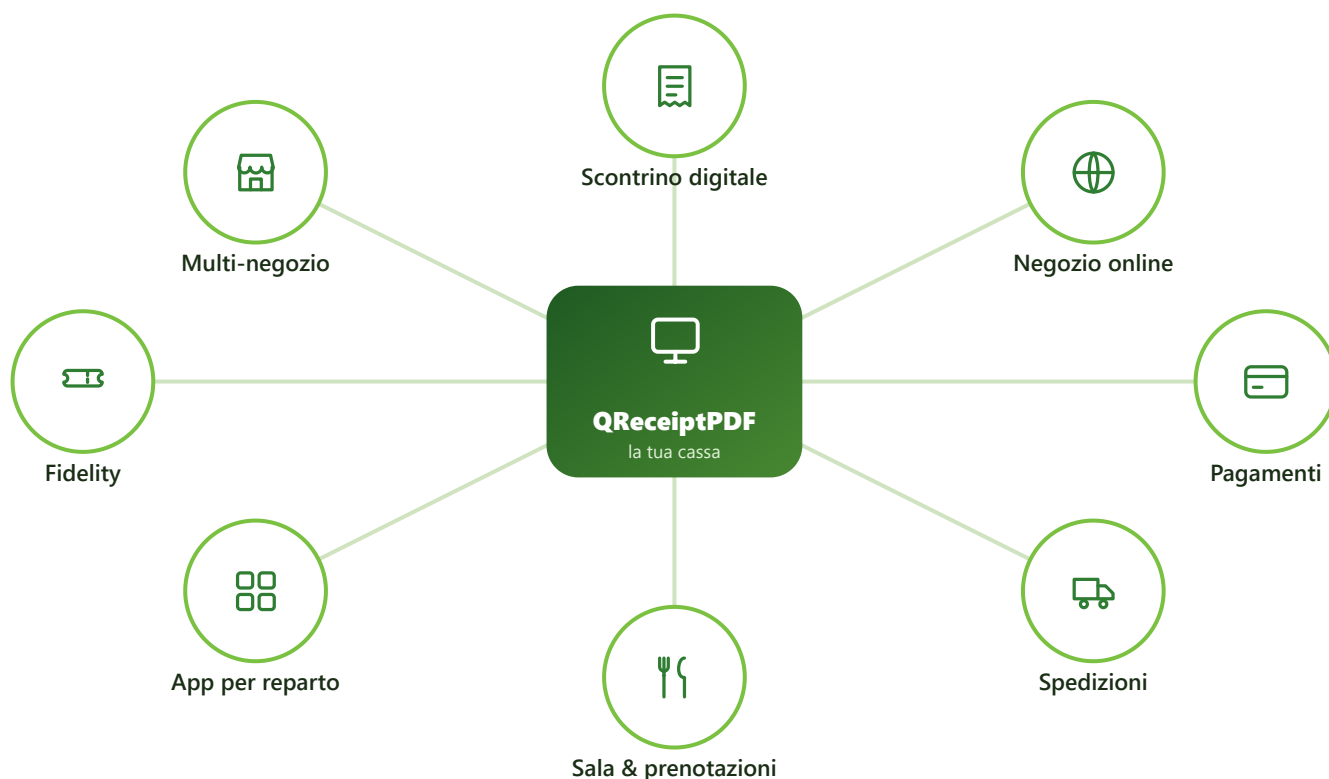 Scontrino digitale
Multi-negozio
Negozio online
QReceiptPDF
la tua cassa
Fidelity
Pagamenti
App per reparto
Spedizioni
Sala & prenotazioni